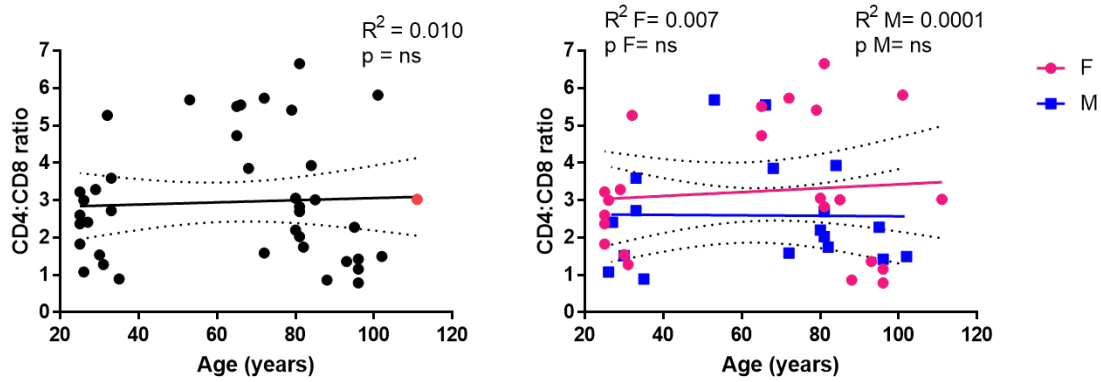 R² = 0.010
p = ns
CD4:CD8 ratio
7
6
5
4
3
2
1
0
20 40 60 80 100 120
Age (years)
R² F= 0.007
p F= ns
R² M= 0.0001
p M= ns
F
M
CD4:CD8 ratio
7
6
5
4
3
2
1
0
20 40 60 80 100 120
Age (years)